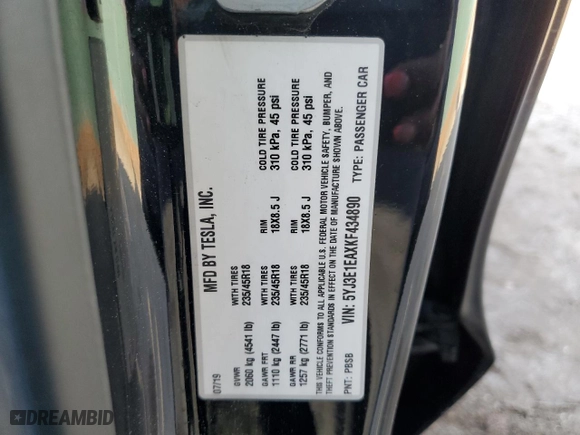 MFD BY TESLA, INC.
07/19
GVWR
2060 kg (4541 lb)
WITH TIRES
235/45R18
RIM
18X8.5 J
COLD TIRE PRESSURE
310 kPa, 45 psi
GAWR FRT
1110 kg (2447 lb)
WITH TIRES
235/45R18
RIM
18X8.5 J
COLD TIRE PRESSURE
310 kPa, 45 psi
GAWR RR
1257 kg (2771 lb)
WITH TIRES
235/45R18
THIS VEHICLE CONFORMS TO ALL APPLICABLE U.S. FEDERAL MOTOR VEHICLE SAFETY, BUMPER, AND
THEFT PREVENTION STANDARDS IN EFFECT ON THE DATE OF MANUFACTURE SHOWN ABOVE.
VIN: 5YJ3E1EAXKF434890
PNT: PBSB
TYPE: PASSENGER CAR
DREAMBID